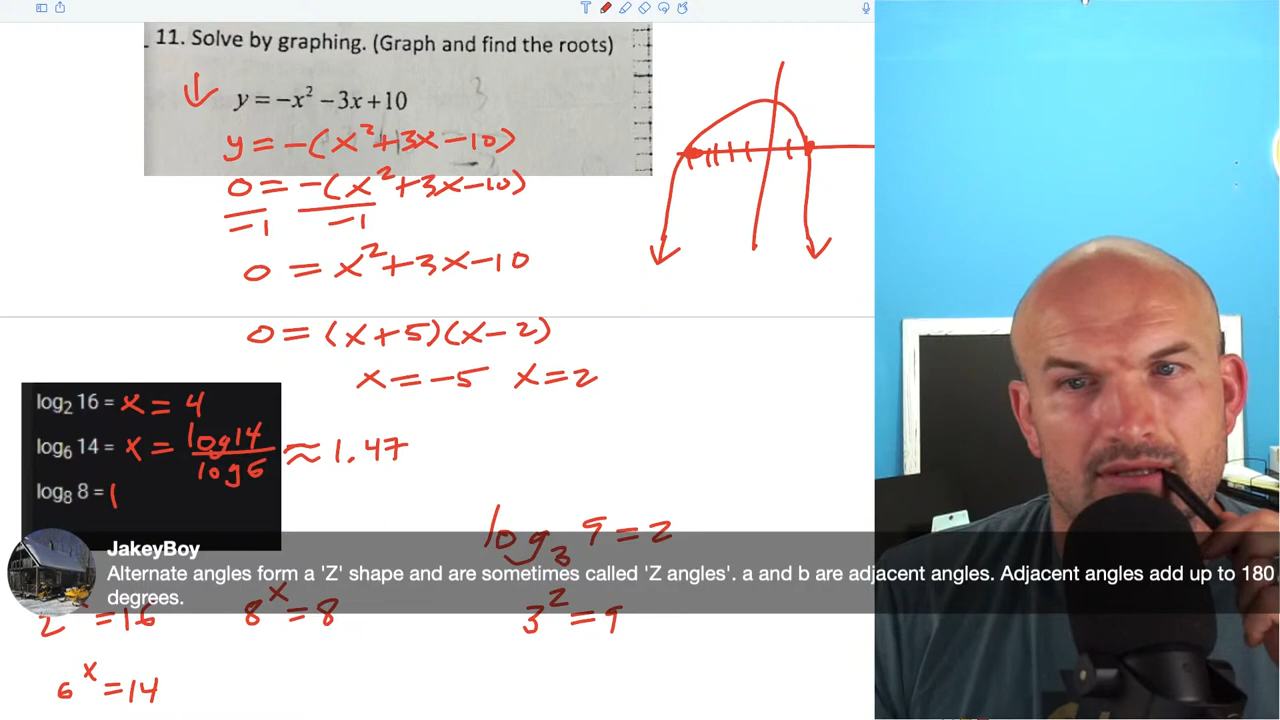 11. Solve by graphing. (Graph and find the roots)
y = −x² − 3x + 10
y = −(x² + 3x − 10)
0 = −(x² + 3x − 10)
−1 −1
0 = x² + 3x − 10
0 = (x + 5)(x − 2)
x = −5 x = 2
log₂ 16 = x = 4
log₆ 14 = x = log14 / log6 ≈ 1.47
log₈ 8 = 1
log₃ 9 = 2
JakeyBoy
Alternate angles form a 'Z' shape and are sometimes called 'Z angles'. a and b are adjacent angles. Adjacent angles add up to 180
degrees.
2ˣ = 16 8ˣ = 8 3² = 9
6ˣ = 14